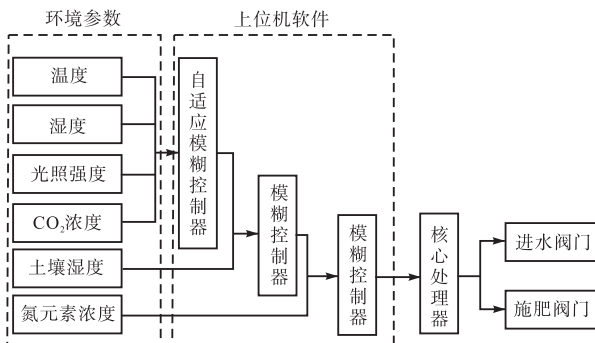 环境参数
上位机软件
温度
湿度
光照强度
CO₂浓度
土壤湿度
氮元素浓度
自适应模糊控制器
模糊控制器
模糊控制器
核心处理器
进水阀门
施肥阀门